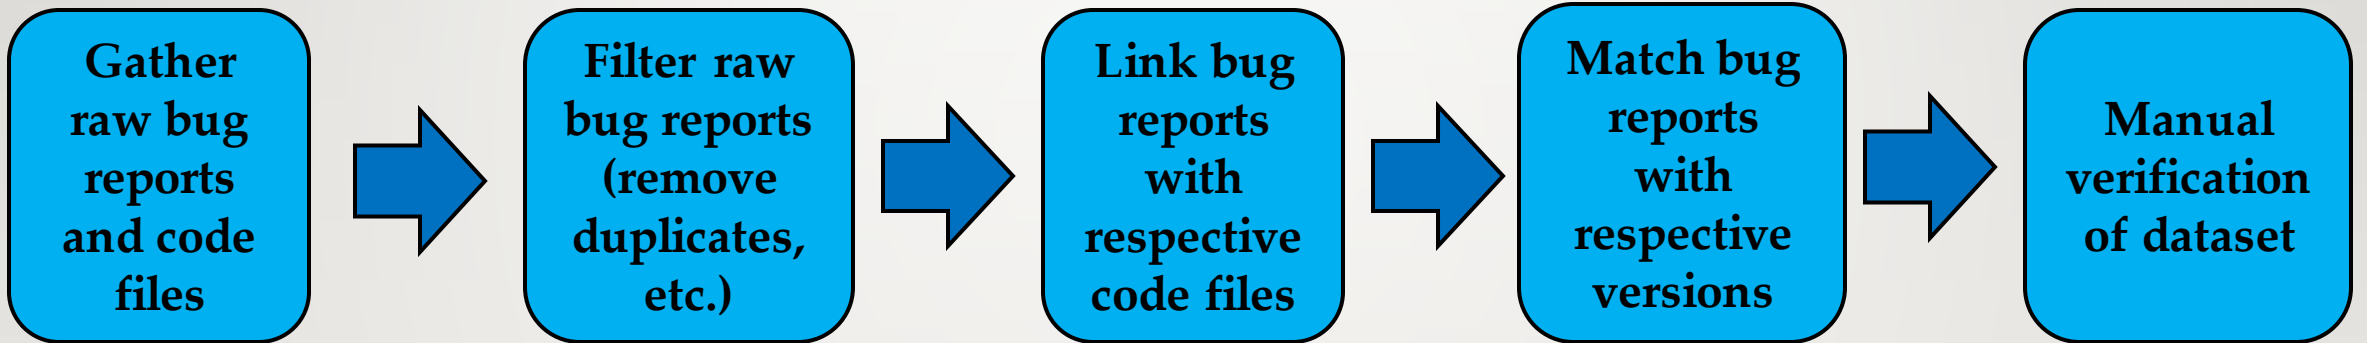 Gather
raw bug
reports
and code
files
Filter raw
bug reports
(remove
duplicates,
etc.)
Link bug
reports
with
respective
code files
Match bug
reports
with
respective
versions
Manual
verification
of dataset